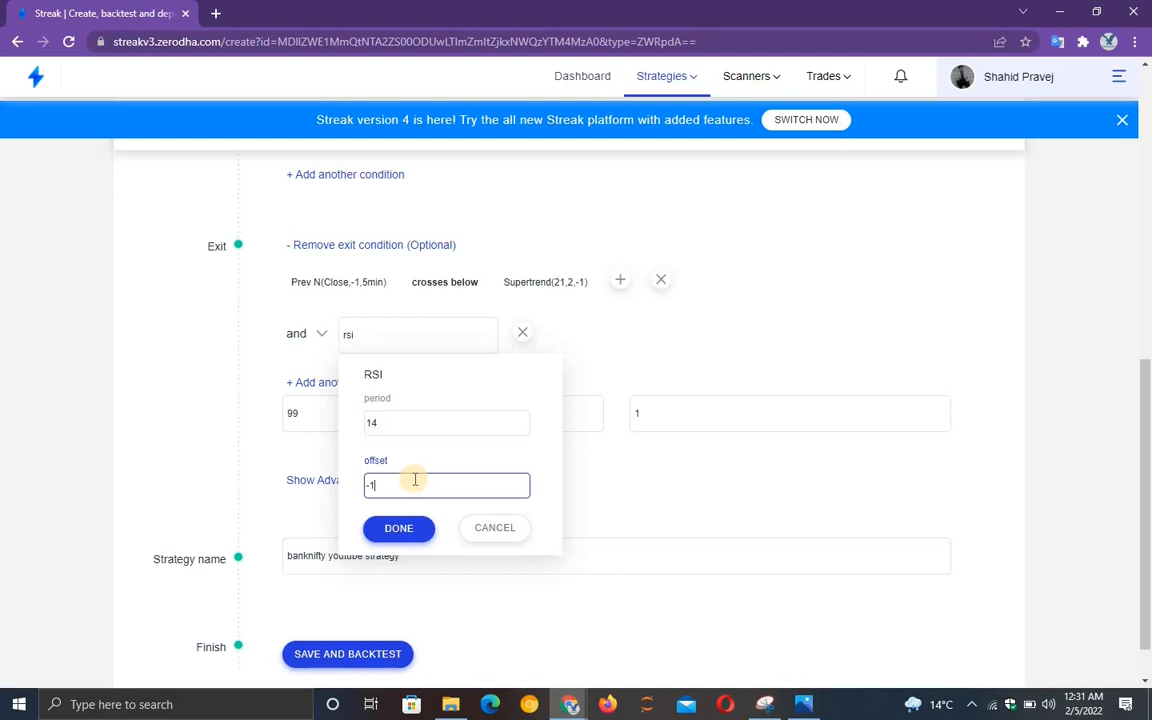 Streak | Create, backtest and dep
streakv3.zerodha.com/create?id=MDllZWE1MmQtNTA2ZS00ODUwLTlmZmItZjkxNWQzYTM4MzA0&type=ZWRpdA==
Dashboard Strategies Scanners Trades Shahid Pravej
Streak version 4 is here! Try the all new Streak platform with added features. SWITCH NOW
+ Add another condition
Exit - Remove exit condition (Optional)
Prev N(Close,-1,5min) crosses below Supertrend(21,2,-1)
and rsi
RSI
period
+ Add ano
99 14 1
offset
Show Adva -1
DONE CANCEL
Strategy name banknifty youtube strategy
Finish SAVE AND BACKTEST
Type here to search
14°C
12:31 AM
2/5/2022